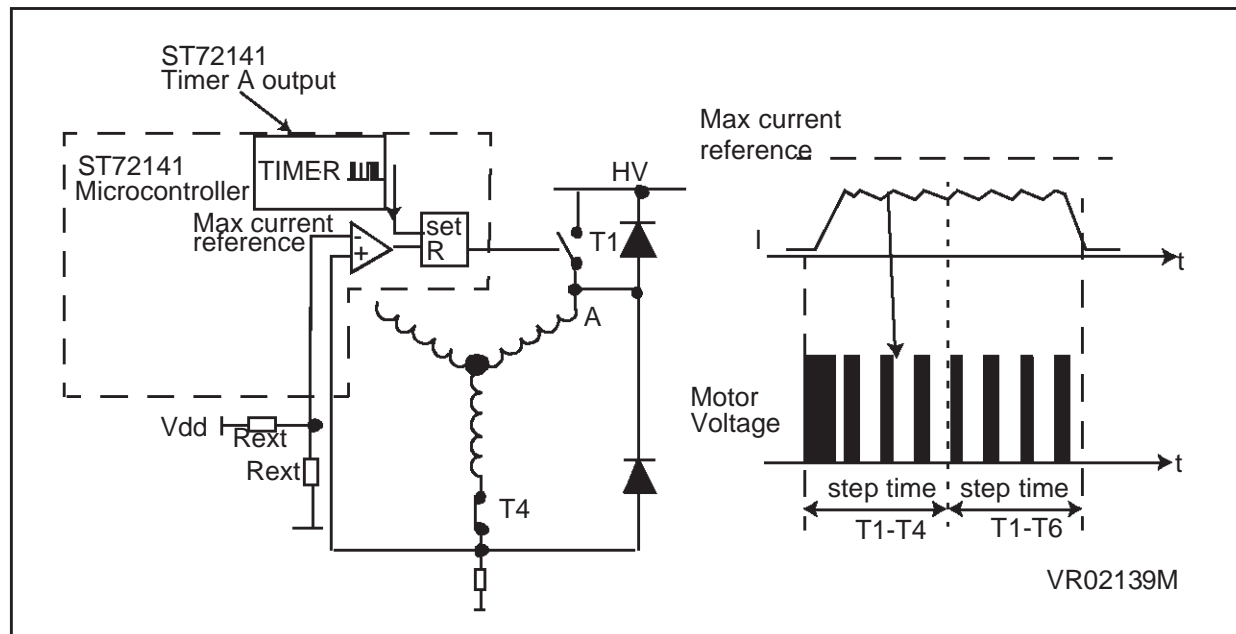 ST72141
Timer A output
ST72141
Microcontroller
TIMER
Max current
reference
set
R
-
+
HV
T1
A
Vdd
Rext
Rext
T4
Max current
reference
I
t
Motor
Voltage
t
step time
step time
T1-T4
T1-T6
VR02139M